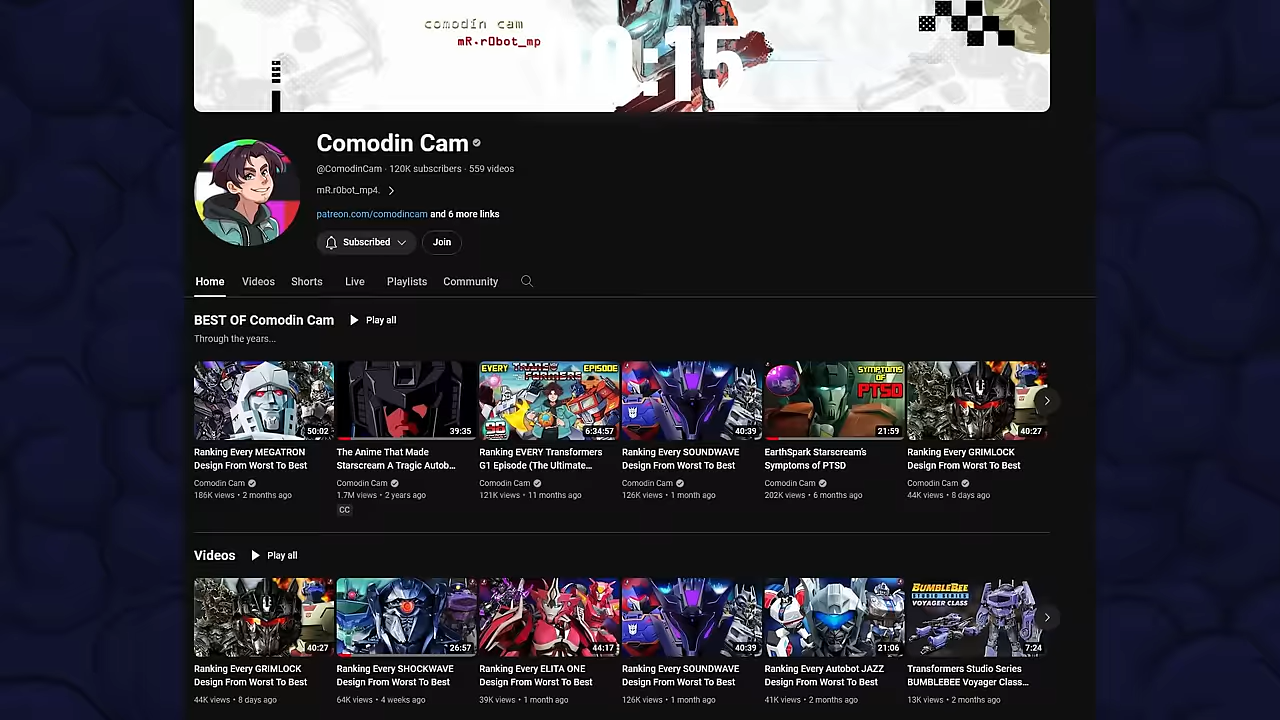 comodin cam
mR.r0bot_mp
:15
Comodin Cam
@ComodinCam · 120K subscribers · 559 videos
mR.r0bot_mp4.
patreon.com/comodincam and 6 more links
Subscribed
Join
Home Videos Shorts Live Playlists Community
BEST OF Comodin Cam Play all
Through the years...
50:02
39:35
EVERY TRANSFORMERS EPISODE
6:34:57
40:39
SYMPTOMS OF PTSD
21:59
40:27
Ranking Every MEGATRON Design From Worst To Best
Comodin Cam
186K views • 2 months ago
The Anime That Made Starscream A Tragic Autob...
Comodin Cam
1.7M views • 2 years ago
CC
Ranking EVERY Transformers G1 Episode (The Ultimate...
Comodin Cam
121K views • 11 months ago
Ranking Every SOUNDWAVE Design From Worst To Best
Comodin Cam
126K views • 1 month ago
EarthSpark Starscream's Symptoms of PTSD
Comodin Cam
202K views • 6 months ago
Ranking Every GRIMLOCK Design From Worst To Best
Comodin Cam
44K views • 8 days ago
Videos Play all
40:27
26:57
44:17
40:39
21:06
BUMBLEBEE
STUDIO SERIES
VOYAGER CLASS
7:24
Ranking Every GRIMLOCK Design From Worst To Best
44K views • 8 days ago
Ranking Every SHOCKWAVE Design From Worst To Best
64K views • 4 weeks ago
Ranking Every ELITA ONE Design From Worst To Best
39K views • 1 month ago
Ranking Every SOUNDWAVE Design From Worst To Best
126K views • 1 month ago
Ranking Every Autobot JAZZ Design From Worst To Best
41K views • 2 months ago
Transformers Studio Series BUMBLEBEE Voyager Class...
13K views • 2 months ago